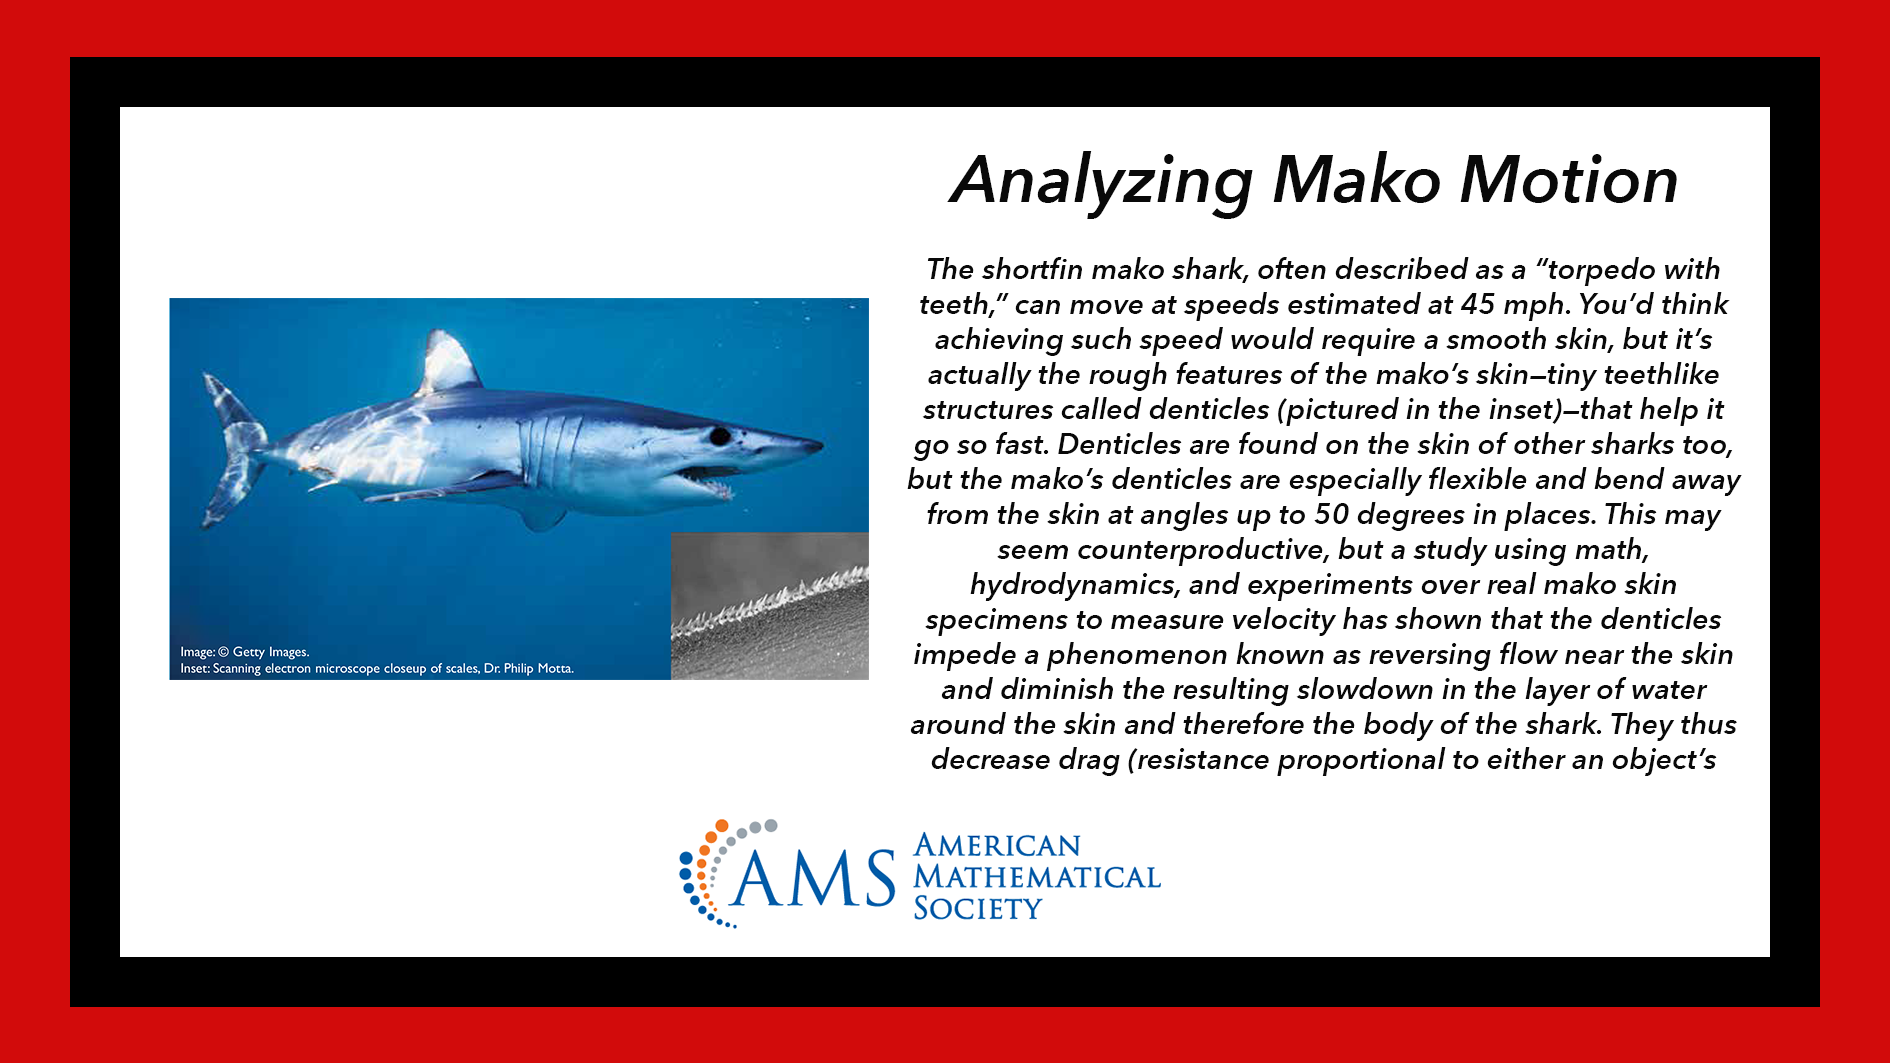 Analyzing Mako Motion
The shortfin mako shark, often described as a “torpedo with
teeth,” can move at speeds estimated at 45 mph. You’d think
achieving such speed would require a smooth skin, but it’s
actually the rough features of the mako’s skin—tiny teethlike
structures called denticles (pictured in the inset)—that help it
go so fast. Denticles are found on the skin of other sharks too,
but the mako’s denticles are especially flexible and bend away
from the skin at angles up to 50 degrees in places. This may
seem counterproductive, but a study using math,
hydrodynamics, and experiments over real mako skin
specimens to measure velocity has shown that the denticles
impede a phenomenon known as reversing flow near the skin
and diminish the resulting slowdown in the layer of water
around the skin and therefore the body of the shark. They thus
decrease drag (resistance proportional to either an object’s
Image: © Getty Images.
Inset: Scanning electron microscope closeup of scales, Dr. Philip Motta.
AMS
AMERICAN
MATHEMATICAL
SOCIETY